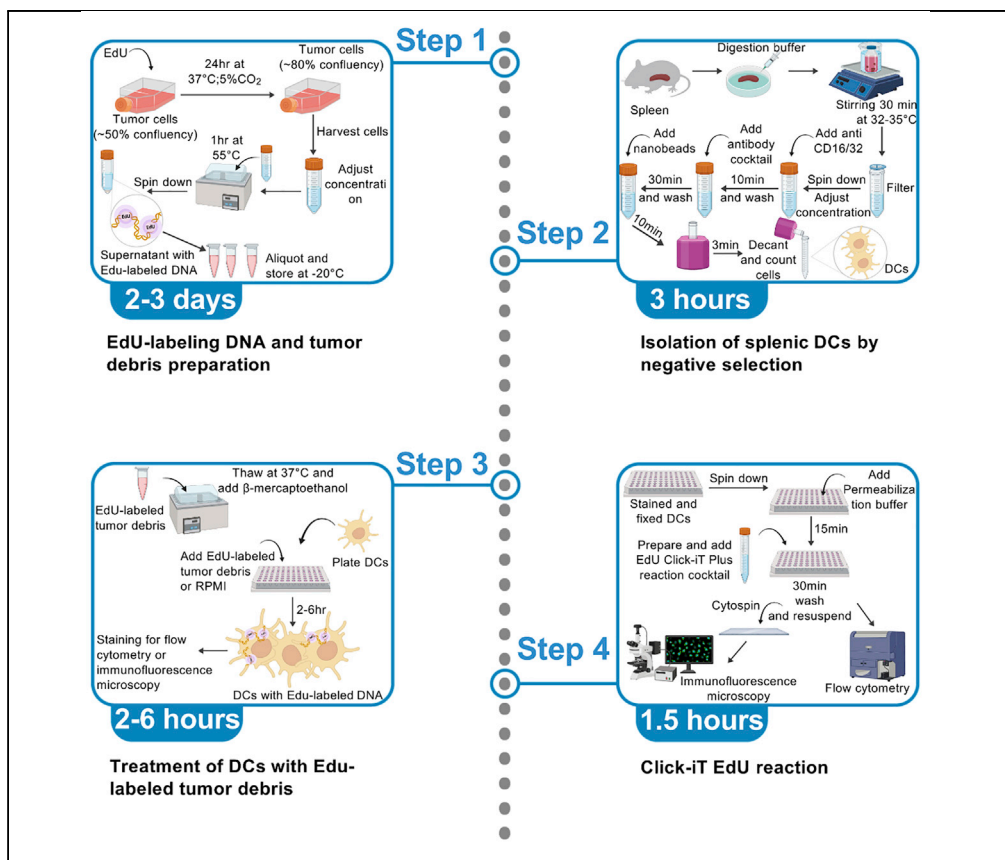 Step 1
EdU
24hr at
37°C;5%CO₂
Tumor cells
(~80% confluency)
Tumor cells
(~50% confluency)
Harvest cells
1hr at
55°C
Adjust
concentrati
on
Spin down
EdU
EdU
Supernatant with
Edu-labeled DNA
Aliquot and
store at -20°C
2-3 days
EdU-labeling DNA and tumor
debris preparation
Step 2
Digestion buffer
Spleen
Stirring 30 min
at 32-35°C
Add
nanobeads
Add
antibody
cocktail
Add anti
CD16/32
Filter
30min
and wash
10min
and wash
Spin down
Adjust
concentration
10min
3min
Decant
and count
cells
DCs
3 hours
Isolation of splenic DCs by
negative selection
Step 3
Thaw at 37°C and
add β-mercaptoethanol
EdU-labeled
tumor debris
Add EdU-labeled
tumor debris
or RPMI
Plate DCs
2-6hr
Staining for flow
cytometry or
immunofluorescence
microscopy
DCs with Edu-labeled DNA
2-6 hours
Treatment of DCs with Edu-
labeled tumor debris
Step 4
Spin down
Add
Permeabiliza
tion buffer
Stained and
fixed DCs
15min
Prepare and add
EdU Click-iT Plus
reaction cocktail
30min
wash
and resuspend
Cytospin
Immunofluorescence
microscopy
Flow cytometry
1.5 hours
Click-iT EdU reaction